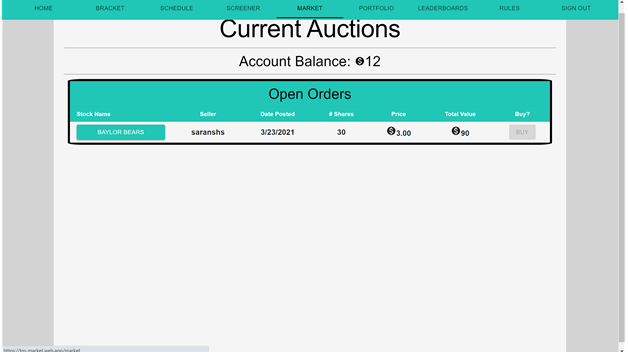 HOME BRACKET SCHEDULE SCREENER MARKET PORTFOLIO LEADERBOARDS RULES SIGN OUT
Current Auctions
Account Balance: $12
Open Orders
Stock Name Seller Date Posted # Shares Price Total Value Buy?
BAYLOR BEARS saranshs 3/23/2021 30 $3.00 $90 BUY
https://tm-market.web.app/market